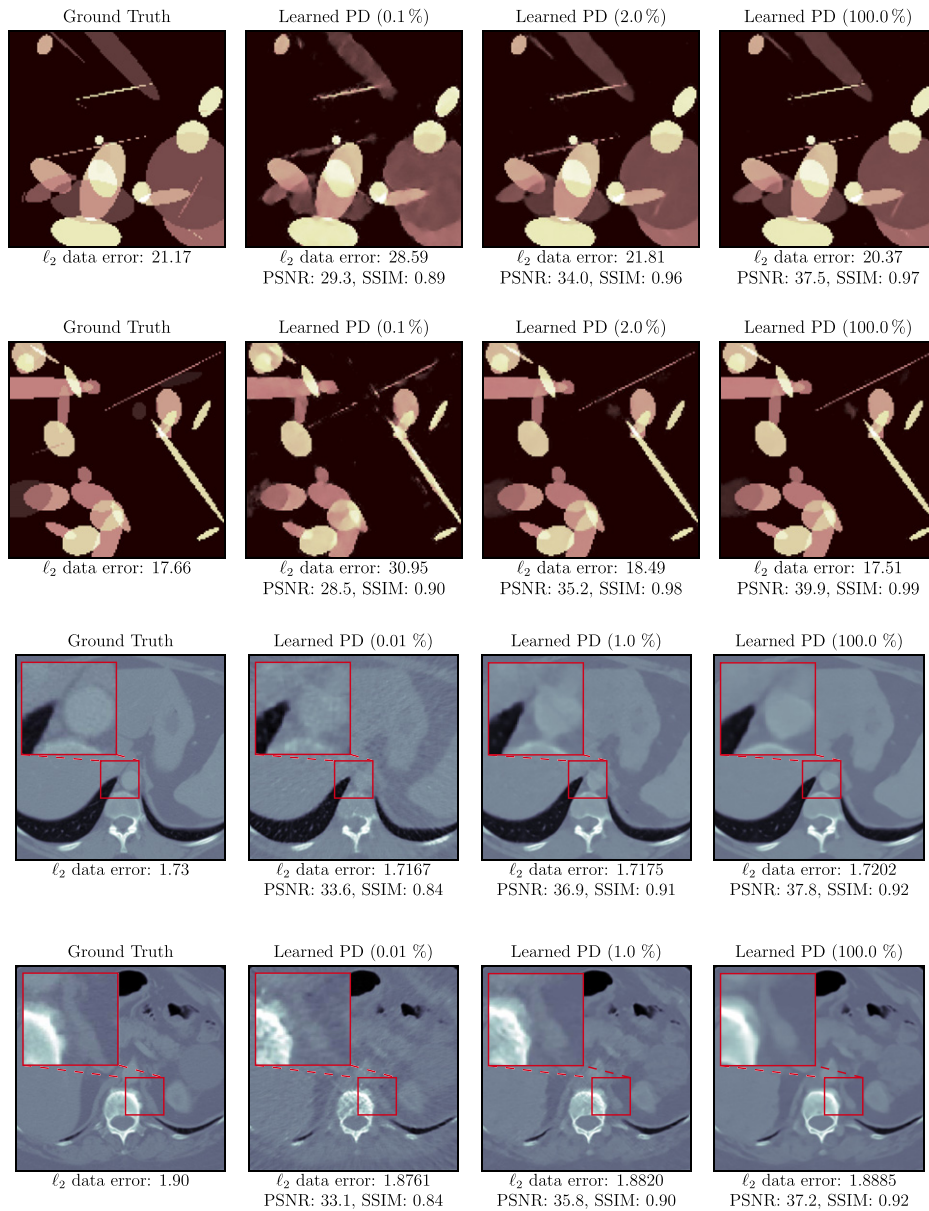 Ground Truth Learned PD (0.1 %) Learned PD (2.0 %) Learned PD (100.0 %)
ℓ₂ data error: 21.17 ℓ₂ data error: 28.59 ℓ₂ data error: 21.81 ℓ₂ data error: 20.37
PSNR: 29.3, SSIM: 0.89 PSNR: 34.0, SSIM: 0.96 PSNR: 37.5, SSIM: 0.97
Ground Truth Learned PD (0.1 %) Learned PD (2.0 %) Learned PD (100.0 %)
ℓ₂ data error: 17.66 ℓ₂ data error: 30.95 ℓ₂ data error: 18.49 ℓ₂ data error: 17.51
PSNR: 28.5, SSIM: 0.90 PSNR: 35.2, SSIM: 0.98 PSNR: 39.9, SSIM: 0.99
Ground Truth Learned PD (0.01 %) Learned PD (1.0 %) Learned PD (100.0 %)
ℓ₂ data error: 1.73 ℓ₂ data error: 1.7167 ℓ₂ data error: 1.7175 ℓ₂ data error: 1.7202
PSNR: 33.6, SSIM: 0.84 PSNR: 36.9, SSIM: 0.91 PSNR: 37.8, SSIM: 0.92
Ground Truth Learned PD (0.01 %) Learned PD (1.0 %) Learned PD (100.0 %)
ℓ₂ data error: 1.90 ℓ₂ data error: 1.8761 ℓ₂ data error: 1.8820 ℓ₂ data error: 1.8885
PSNR: 33.1, SSIM: 0.84 PSNR: 35.8, SSIM: 0.90 PSNR: 37.2, SSIM: 0.92